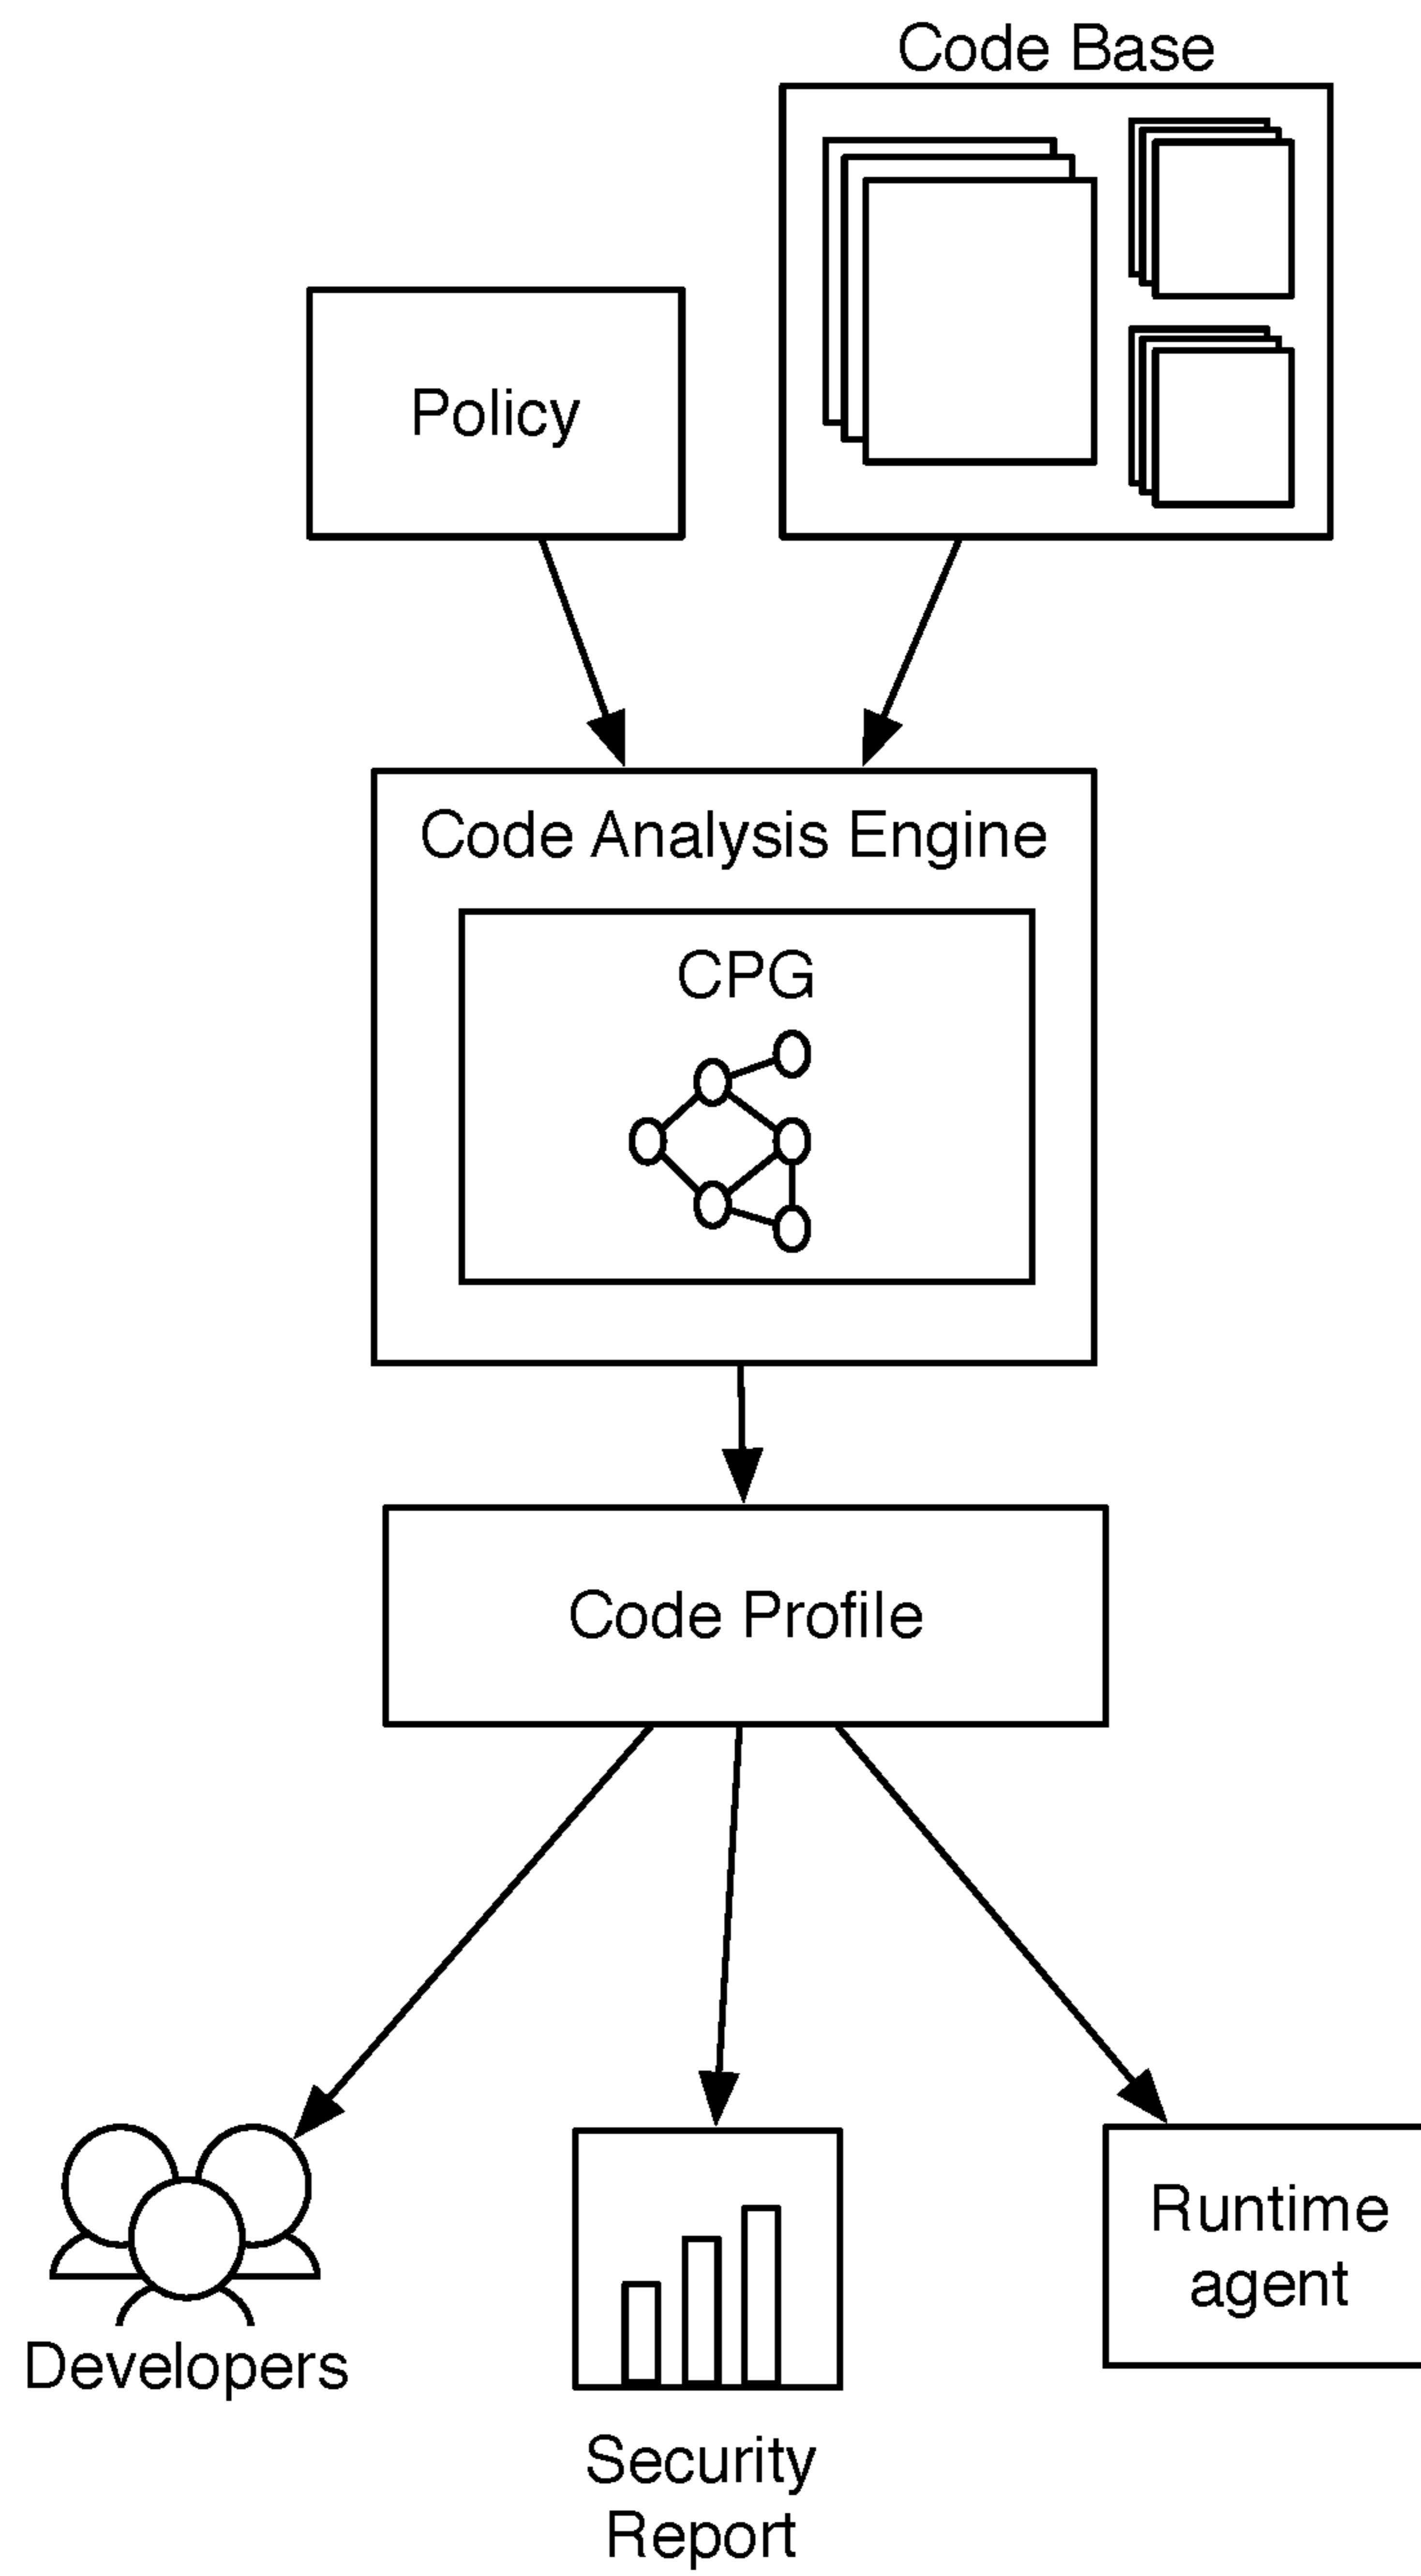 Code Base
Policy
Code Analysis Engine
CPG
Code Profile
Runtime
agent
Developers
Security
Report